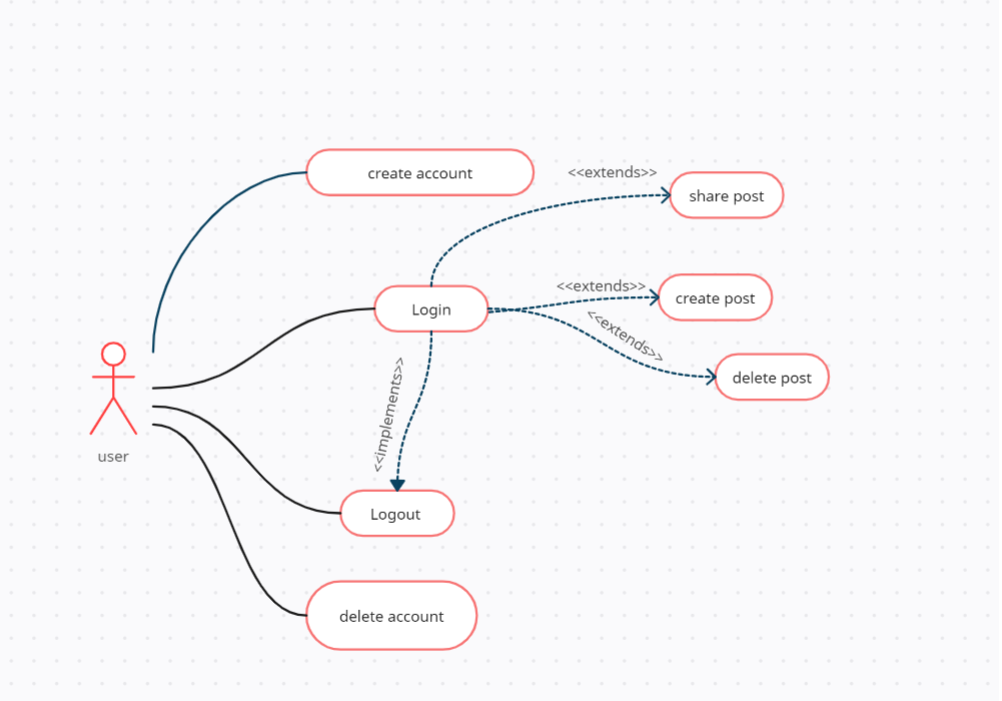 create account
<<extends>>
share post
<<extends>>
create post
Login
<<extends>>
delete post
<<implements>>
user
Logout
delete account